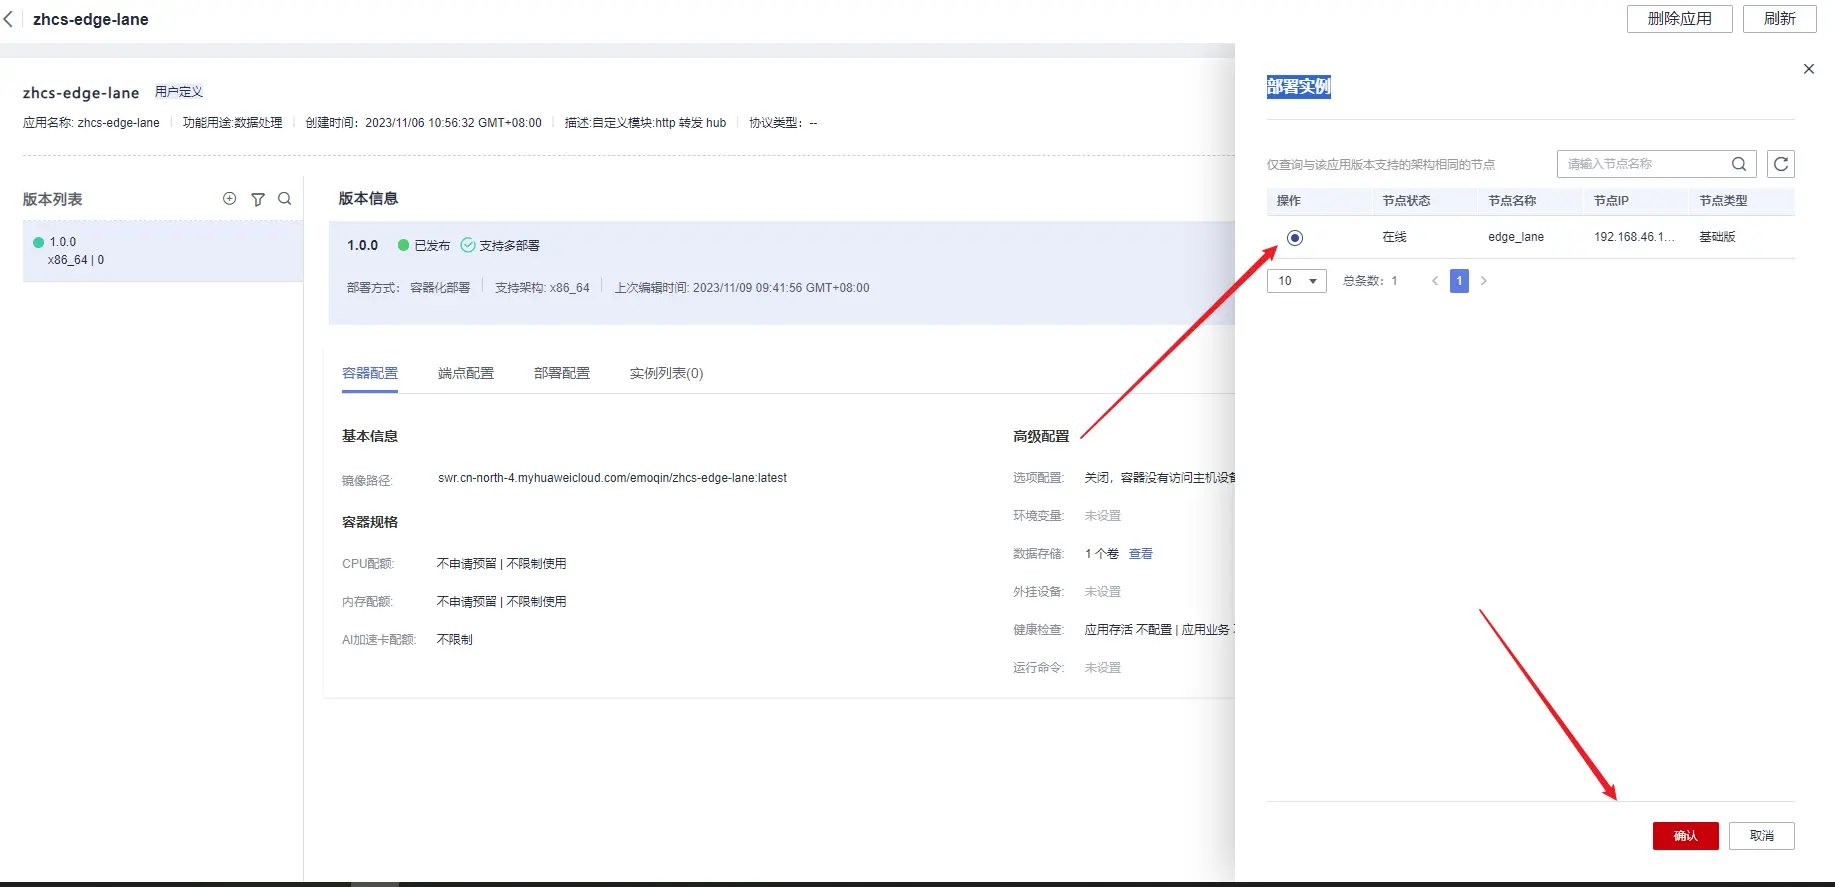 zhcs-edge-lane
删除应用
刷新
zhcs-edge-lane 用户定义
应用名称: zhcs-edge-lane 功能用途:数据处理 创建时间: 2023/11/06 10:56:32 GMT+08:00 描述:自定义模块:http 转发 hub 协议类型: --
版本列表
1.0.0
x86_64 | 0
版本信息
1.0.0 已发布 支持多部署
部署方式: 容器化部署 支持架构: x86_64 上次编辑时间: 2023/11/09 09:41:56 GMT+08:00
容器配置 端点配置 部署配置 实例列表(0)
基本信息
镜像路径: swr.cn-north-4.myhuaweicloud.com/emoqin/zhcs-edge-lane:latest
容器规格
CPU配额: 不申请预留 | 不限制使用
内存配额: 不申请预留 | 不限制使用
AI加速卡配额: 不限制
高级配置
选项配置: 关闭，容器没有访问主机设备
环境变量: 未设置
数据存储: 1 个卷 查看
外挂设备: 未设置
健康检查: 应用存活 不配置 | 应用业务
运行命令: 未设置
部署实例
仅查询与该应用版本支持的架构相同的节点
请输入节点名称
操作 节点状态 节点名称 节点IP 节点类型
在线 edge_lane 192.168.46.1... 基础版
10 总条数: 1 < 1 >
确认 取消